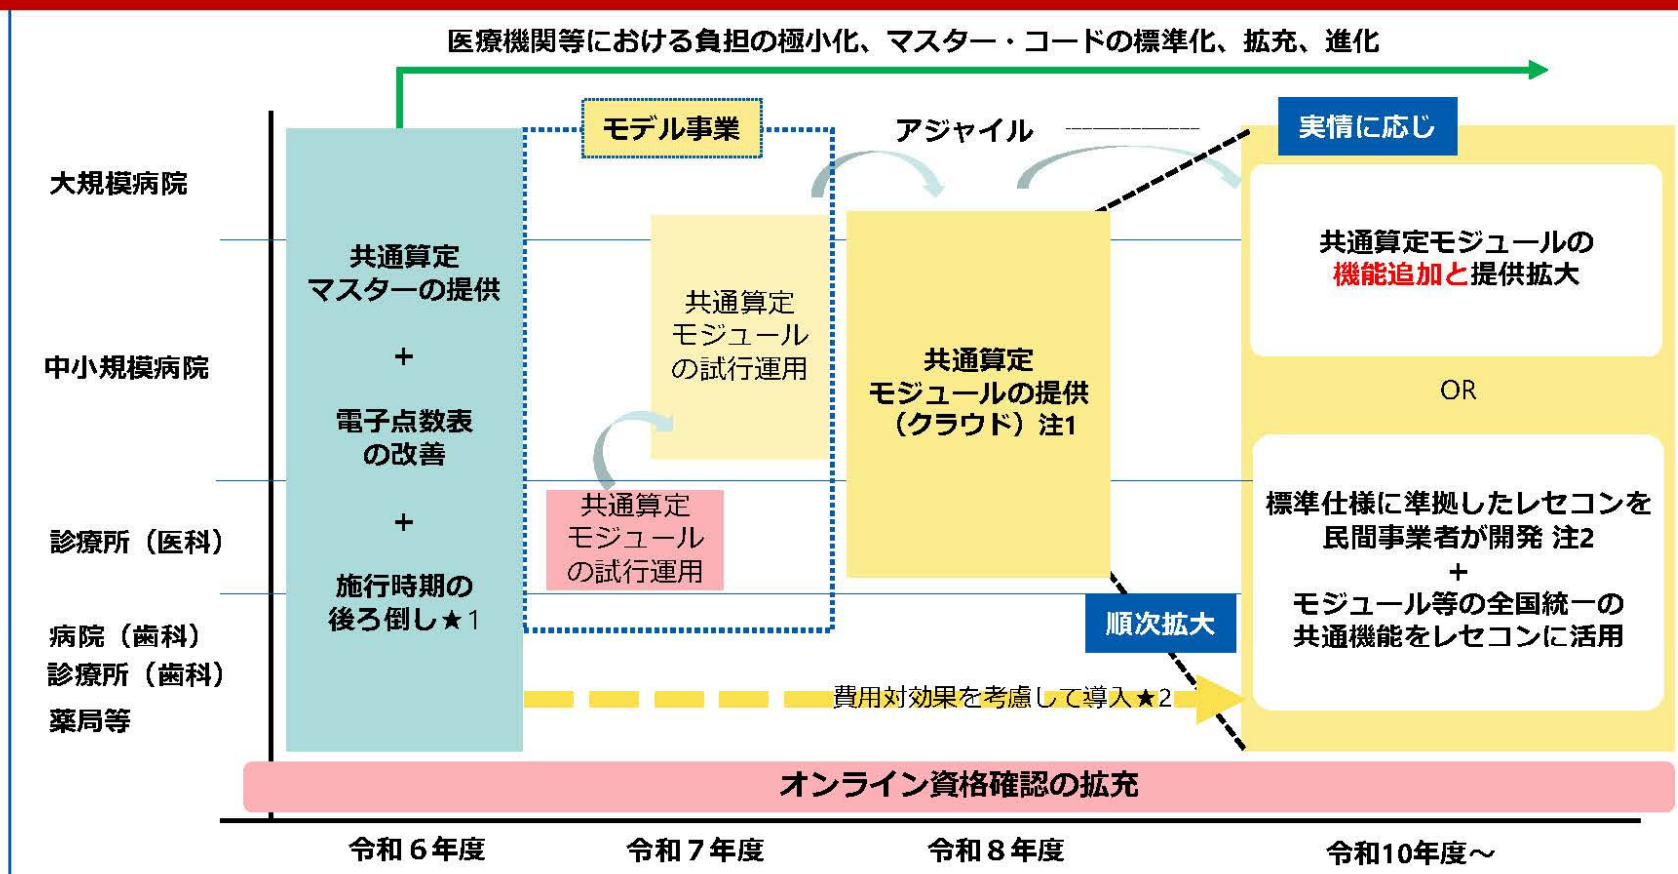 医療機関等における負担の極小化、マスター・コードの標準化、拡充、進化
モデル事業
アジャイル
実情に応じ
大規模病院
中小規模病院
診療所（医科）
病院（歯科）
診療所（歯科）
薬局等
共通算定
マスターの提供
+
電子点数表
の改善
+
施行時期の
後ろ倒し★1
共通算定
モジュール
の試行運用
共通算定
モジュール
の試行運用
共通算定
モジュールの提供
（クラウド）注1
共通算定モジュールの
機能追加と提供拡大
OR
標準仕様に準拠したレセコンを
民間事業者が開発 注2
+
モジュール等の全国統一の
共通機能をレセコンに活用
順次拡大
費用対効果を考慮して導入★2
オンライン資格確認の拡充
令和６年度
令和７年度
令和８年度
令和10年度～